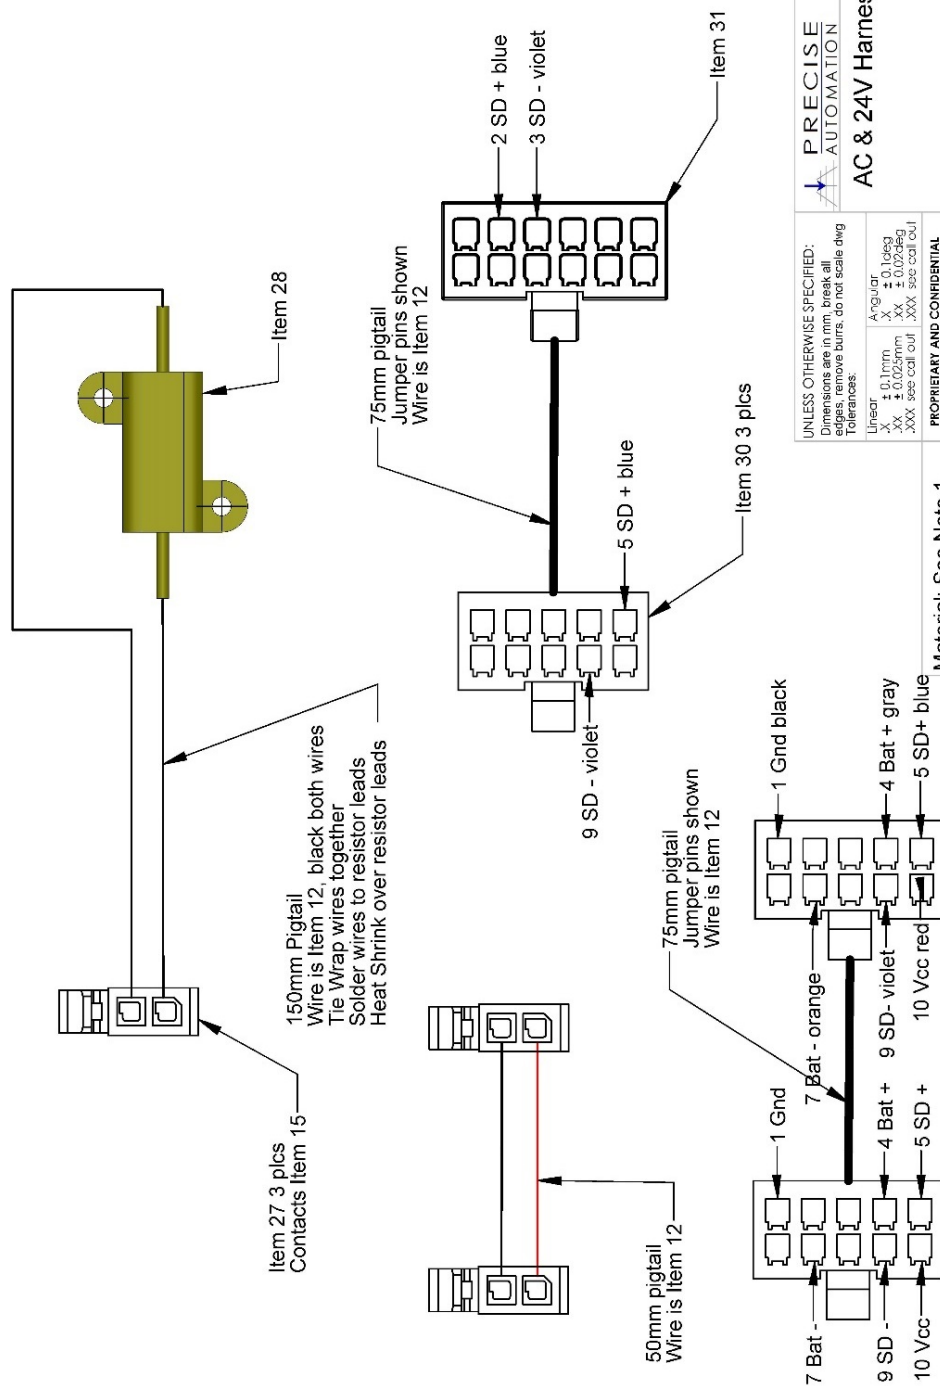 Item 27 3 plcs
Contacts Item 15
150mm Pigtail
Wire is Item 12, black both wires
Tie Wrap wires together
Solder wires to resistor leads
Heat Shrink over resistor leads
Item 28
50mm pigtail
Wire is Item 12
75mm pigtail
Jumper pins shown
Wire is Item 12
9 SD - violet
5 SD + blue
Item 30 3 plcs
2 SD + blue
3 SD - violet
Item 31
75mm pigtail
Jumper pins shown
Wire is Item 12
7 Bat -
9 SD -
10 Vcc
1 Gnd
4 Bat +
5 SD +
7 Bat - orange
9 SD- violet
10 Vcc red
1 Gnd black
4 Bat + gray
5 SD+ blue
UNLESS OTHERWISE SPECIFIED:
Dimensions are in mm, break all
edges, remove burrs, do not scale dwg
Tolerances:
Linear
.X ± 0.1mm
.XX ± 0.025mm
.XXX see call out
Angular
.X ± 0.1deg
.XX ± 0.02deg
.XXX see call out
PROPRIETARY AND CONFIDENTIAL
PRECISE
AUTOMATION
AC & 24V Harnes